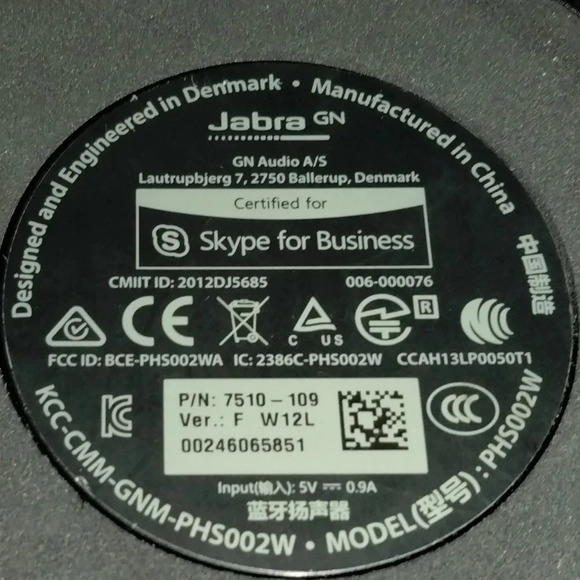 Designed and Engineered in Denmark • Manufactured in China
中国制造
Jabra GN
GN Audio A/S
Lautrupbjerg 7, 2750 Ballerup, Denmark
Certified for
Skype for Business
CMIIT ID: 2012DJ5685 006-000076
C US
R
FCC ID: BCE-PHS002WA IC: 2386C-PHS002W CCAH13LP0050T1
P/N: 7510-109
Ver.: F W12L
00246065851
Input(输入): 5V ⎓ 0.9A
蓝牙扬声器
KCC-CMM-GNM-PHS002W • MODEL(型号): PHS002W